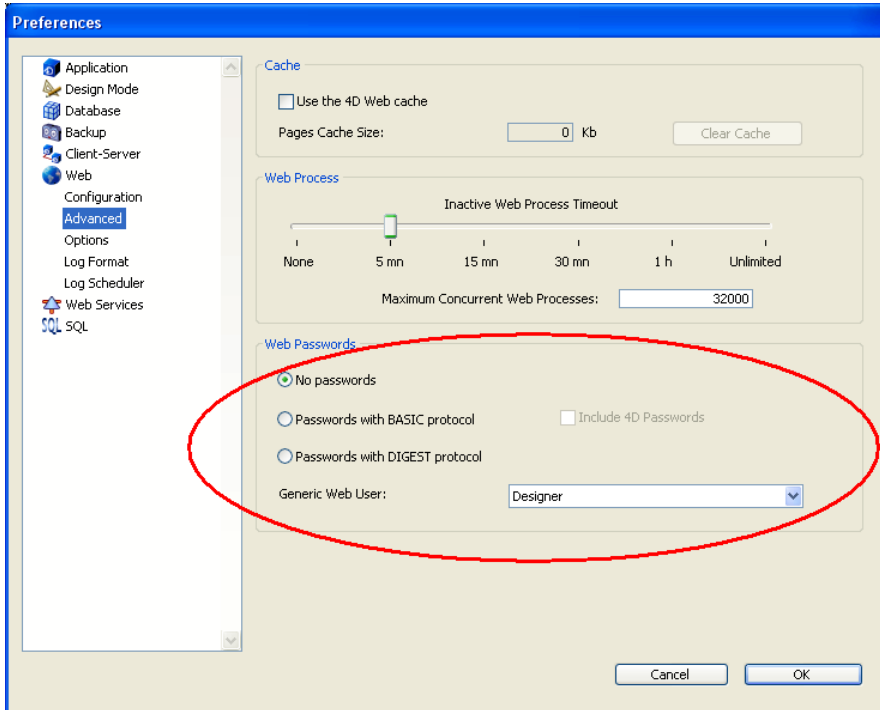 Preferences
Application
Design Mode
Database
Backup
Client-Server
Web
Configuration
Advanced
Options
Log Format
Log Scheduler
Web Services
SQL SQL
Cache
Use the 4D Web cache
Pages Cache Size: 0 Kb Clear Cache
Web Process
Inactive Web Process Timeout
None 5 mn 15 mn 30 mn 1 h Unlimited
Maximum Concurrent Web Processes: 32000
Web Passwords
No passwords
Passwords with BASIC protocol Include 4D Passwords
Passwords with DIGEST protocol
Generic Web User: Designer
Cancel OK